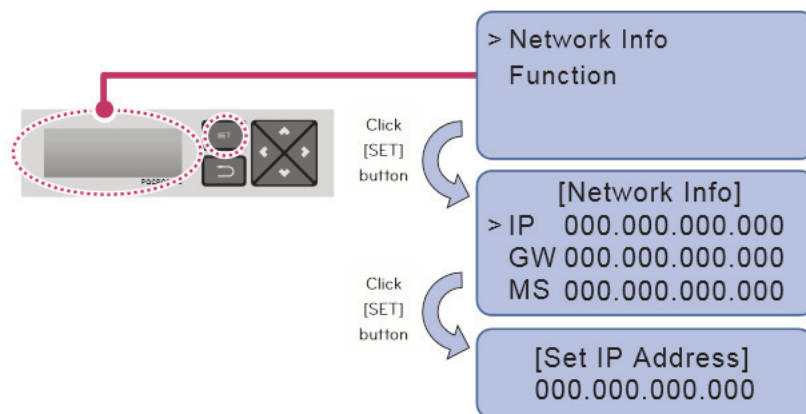 > Network Info
Function
SET
Click
[SET]
button
[Network Info]
> IP 000.000.000.000
GW 000.000.000.000
MS 000.000.000.000
Click
[SET]
button
[Set IP Address]
000.000.000.000